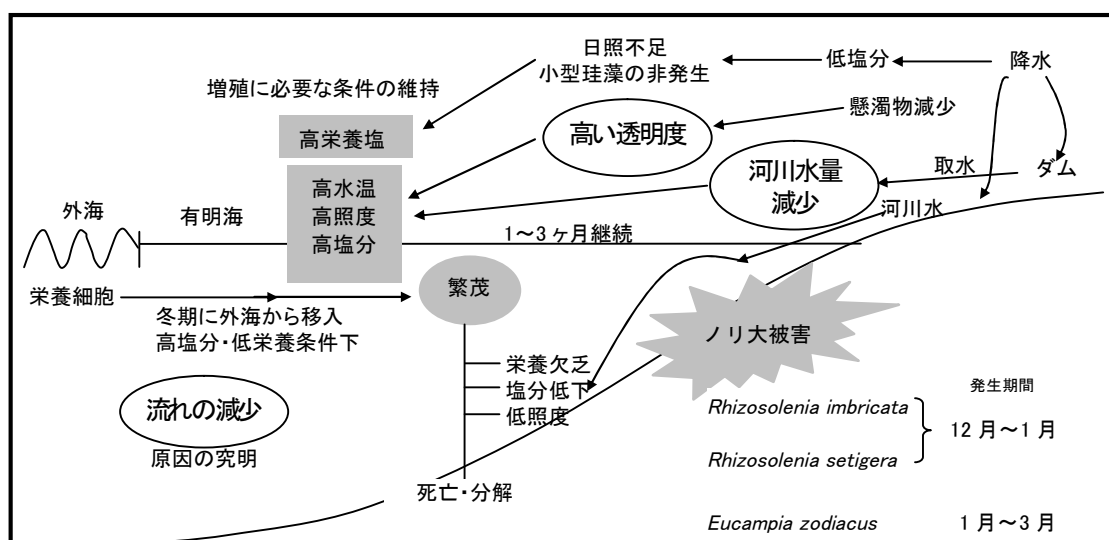 日照不足
小型珪藻の非発生
低塩分
降水
増殖に必要な条件の維持
懸濁物減少
高い透明度
高栄養塩
河川水量
減少
取水
ダム
高水温
高照度
高塩分
外海
有明海
河川水
1～3ヶ月継続
栄養細胞
繁茂
冬期に外海から移入
高塩分・低栄養条件下
ノリ大被害
栄養欠乏
塩分低下
低照度
流れの減少
原因の究明
発生期間
Rhizosolenia imbricata
12月～1月
Rhizosolenia setigera
死亡・分解
Eucampia zodiacus
1月～3月